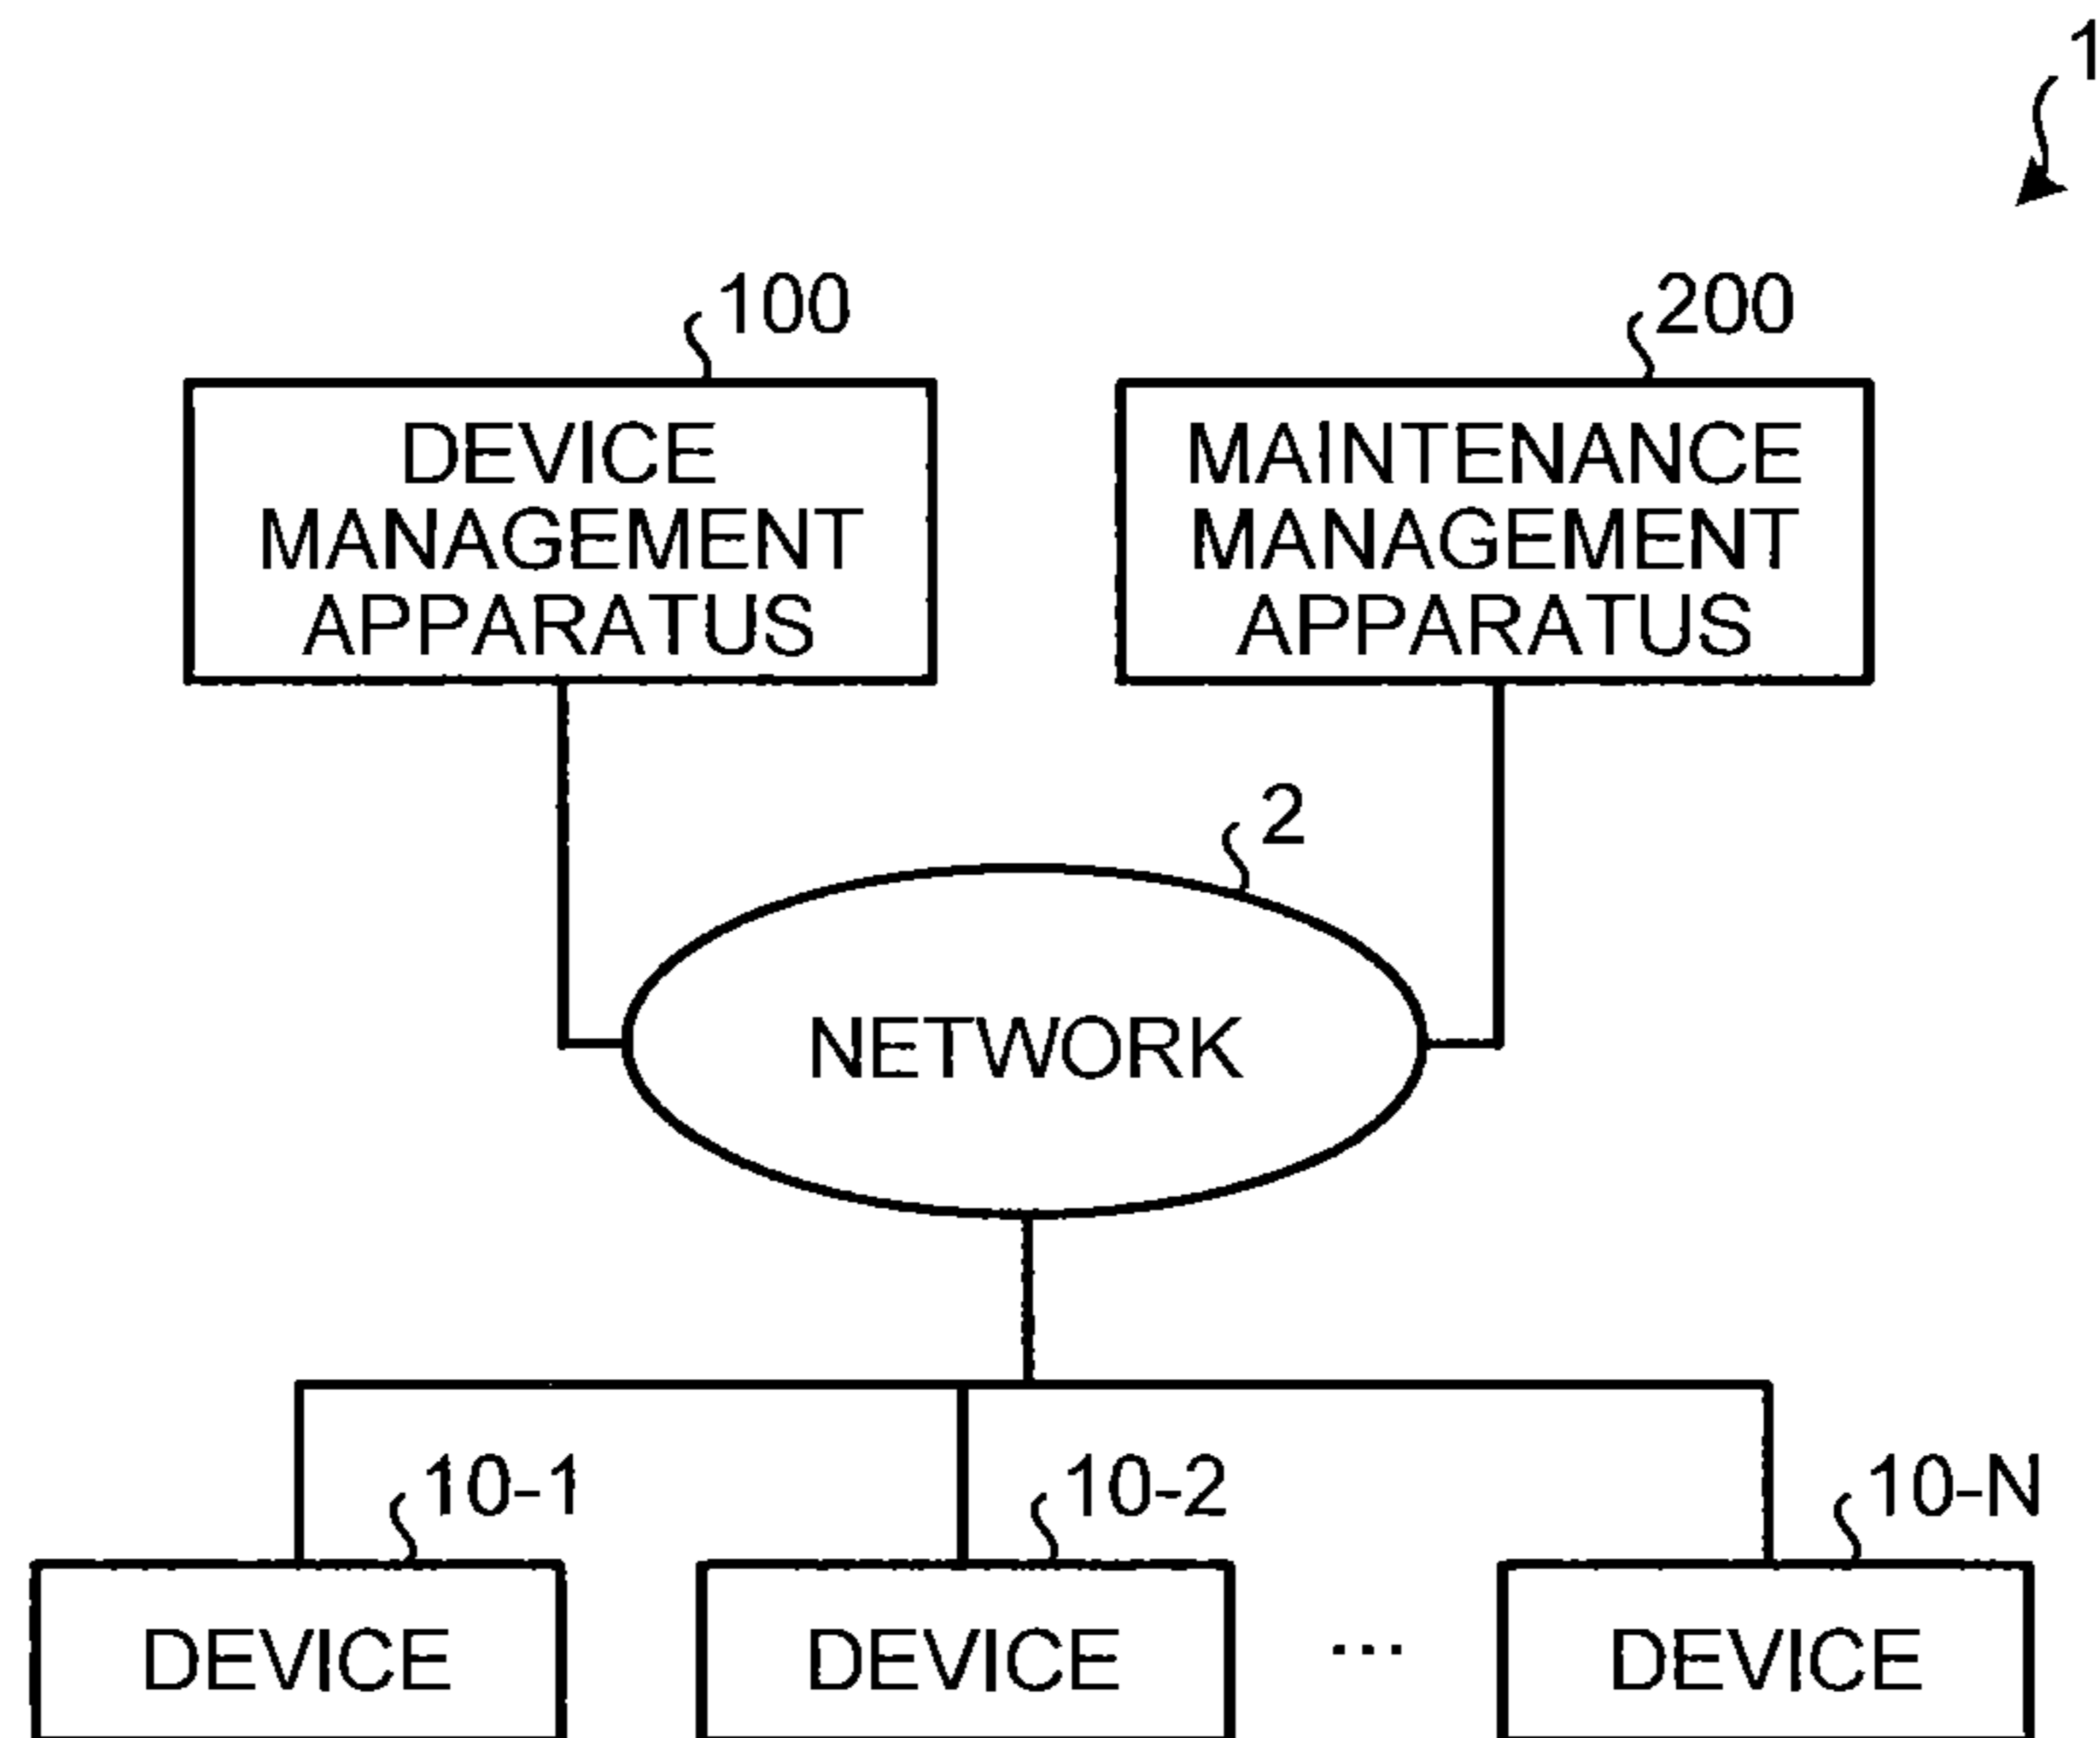 1
100
200
DEVICE
MANAGEMENT
APPARATUS
MAINTENANCE
MANAGEMENT
APPARATUS
2
NETWORK
10-1
10-2
10-N
DEVICE
DEVICE
...
DEVICE